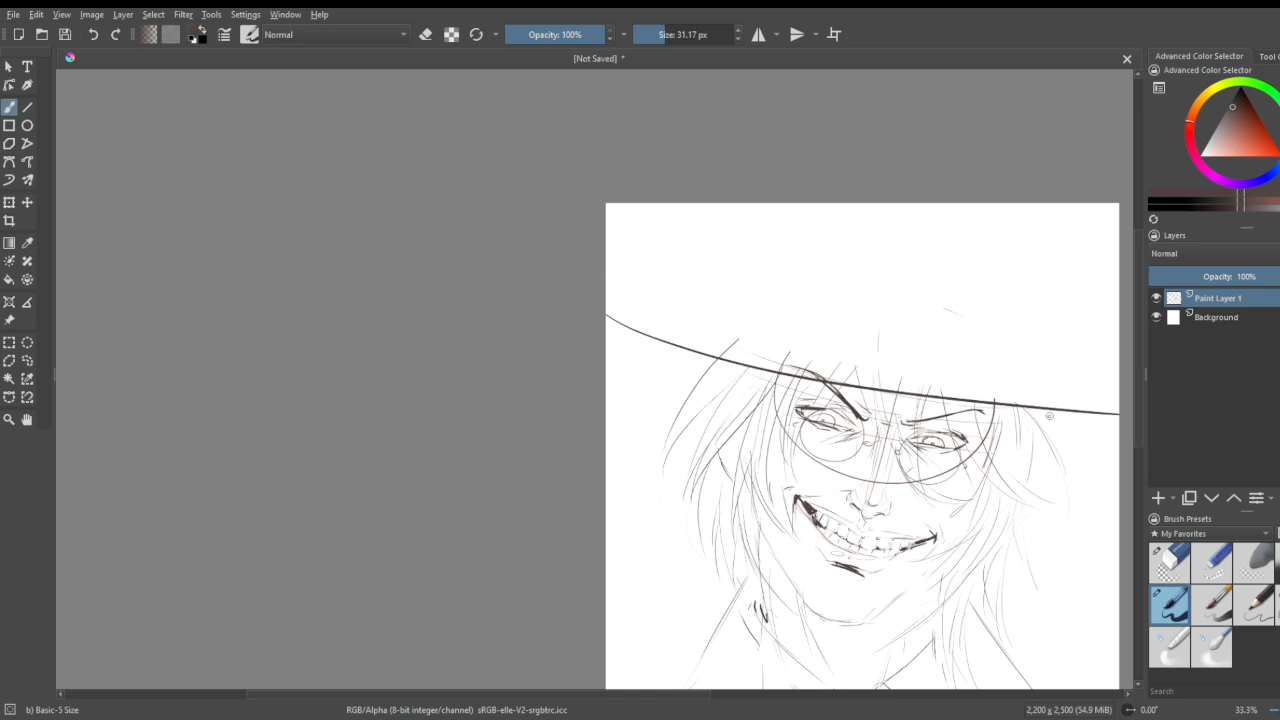 File Edit View Image Layer Select Filter Tools Settings Window Help
Normal Opacity: 100% Size: 31.17 px
[Not Saved] *
Advanced Color Selector Tool
Advanced Color Selector
Layers
Normal
Opacity: 100%
Paint Layer 1
Background
Brush Presets
My Favorites
Search
b) Basic-5 Size RGB/Alpha (8-bit integer/channel) sRGB-elle-V2-srgbtrc.icc 2,200 x 2,500 (54.9 MiB) 0.00° 33.3%